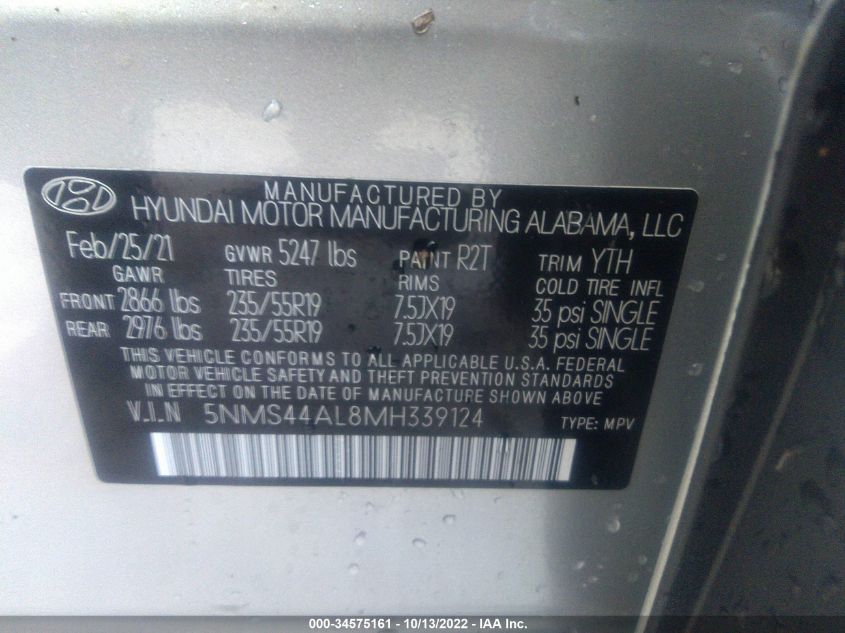 MANUFACTURED BY
HYUNDAI MOTOR MANUFACTURING ALABAMA, LLC
Feb/25/21 GVWR 5247 lbs PAINT R2T TRIM YTH
GAWR TIRES RIMS COLD TIRE INFL
FRONT 2866 lbs 235/55R19 7.5JX19 35 psi SINGLE
REAR 2976 lbs 235/55R19 7.5JX19 35 psi SINGLE
THIS VEHICLE CONFORMS TO ALL APPLICABLE U.S.A. FEDERAL
MOTOR VEHICLE SAFETY AND THEFT PREVENTION STANDARDS
IN EFFECT ON THE DATE OF MANUFACTURE SHOWN ABOVE.
V.I.N 5NMS44AL8MH339124 TYPE: MPV
000-34575161 - 10/13/2022 - IAA Inc.